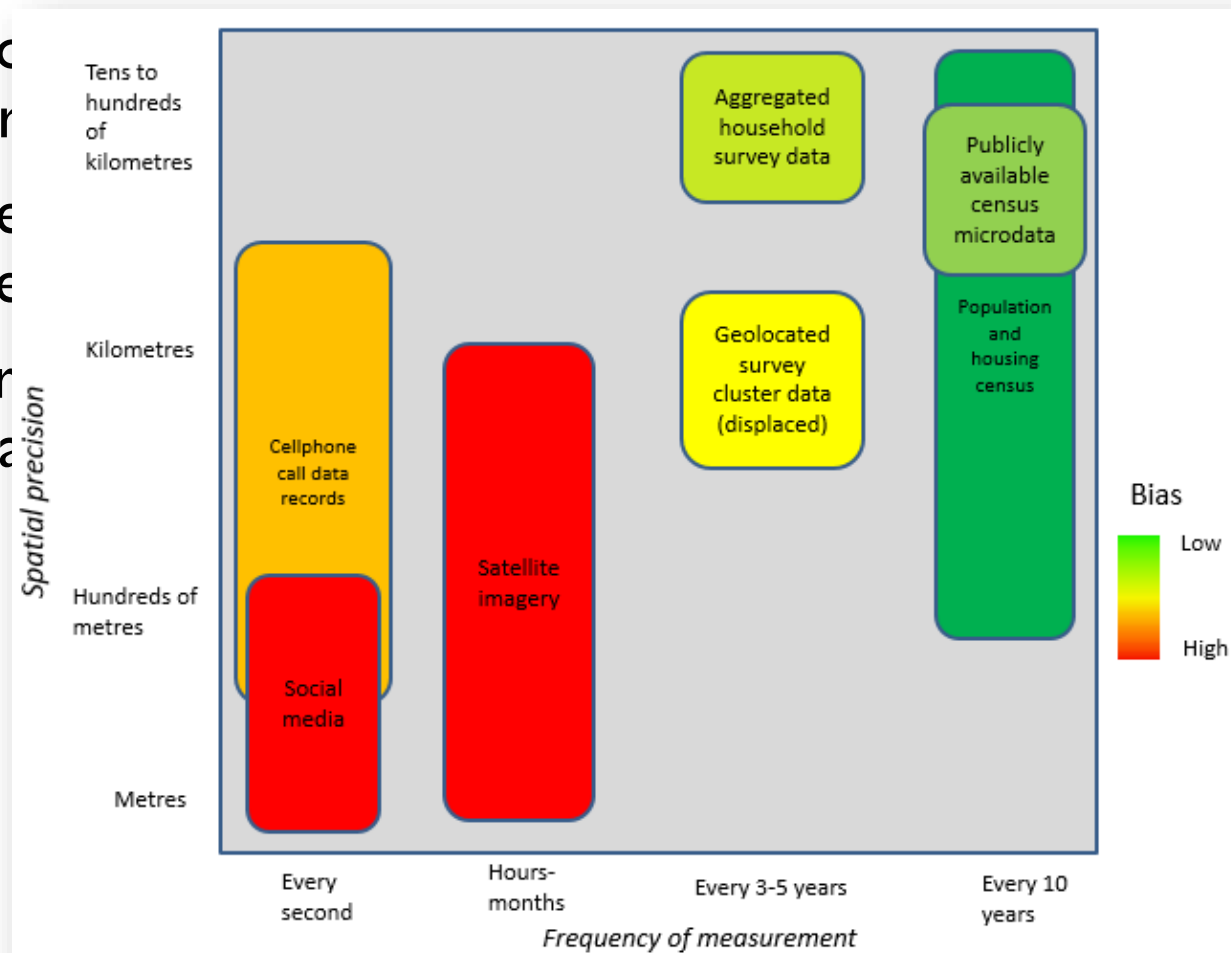 Tens to
hundreds
of
kilometres
Kilometres
Hundreds of
metres
Metres
Spatial precision
Aggregated
household
survey data
Publicly
available
census
microdata
Population
and
housing
census
Geolocated
survey
cluster data
(displaced)
Cellphone
call data
records
Satellite
imagery
Social
media
Bias
Low
High
Every
second
Hours-
months
Every 3-5 years
Every 10
years
Frequency of measurement